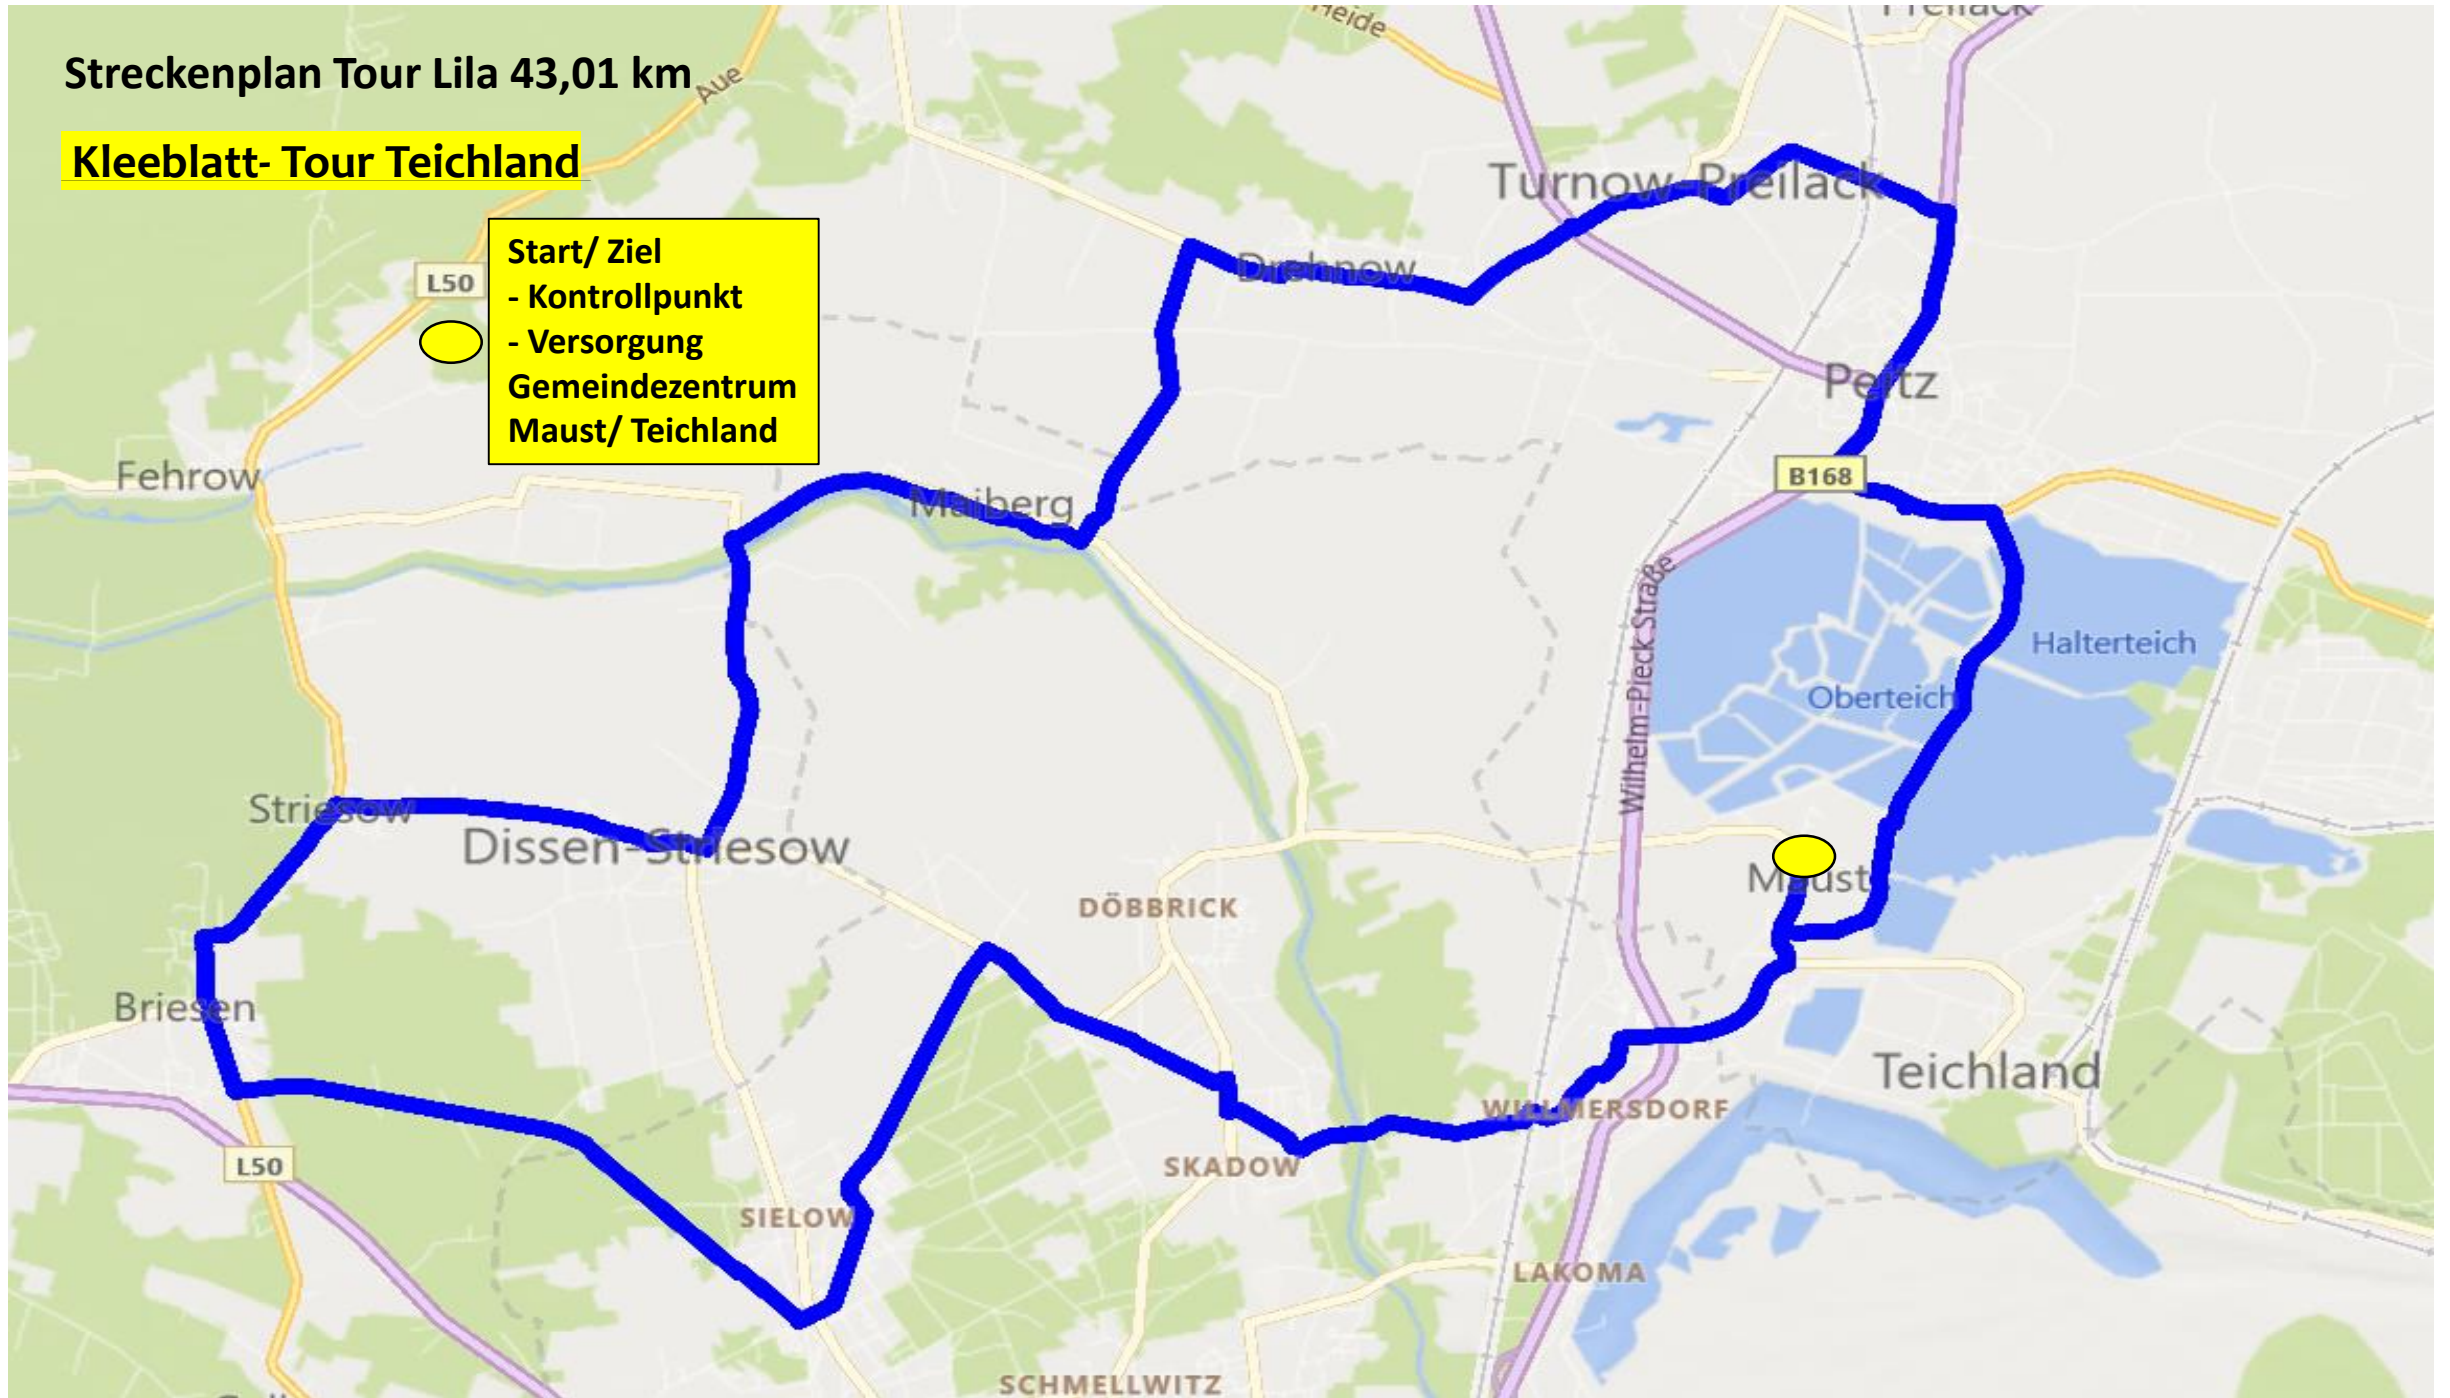 Streckenplan Tour Lila 43,01 km
Kleeblatt- Tour Teichland
Start/ Ziel
- Kontrollpunkt
- Versorgung
Gemeindezentrum
Maust/ Teichland
Heide
Preilack
Aue
Turnow-Preilack
Drehnow
L50
Peitz
Fehrow
Maiberg
B168
Wilhelm-Pieck Straße
Halterteich
Oberteich
Striesow
Dissen-Striesow
Maust
DÖBBRICK
Briesen
Teichland
WILLMERSDORF
L50
SKADOW
SIELOW
LAKOMA
SCHMELLWITZ